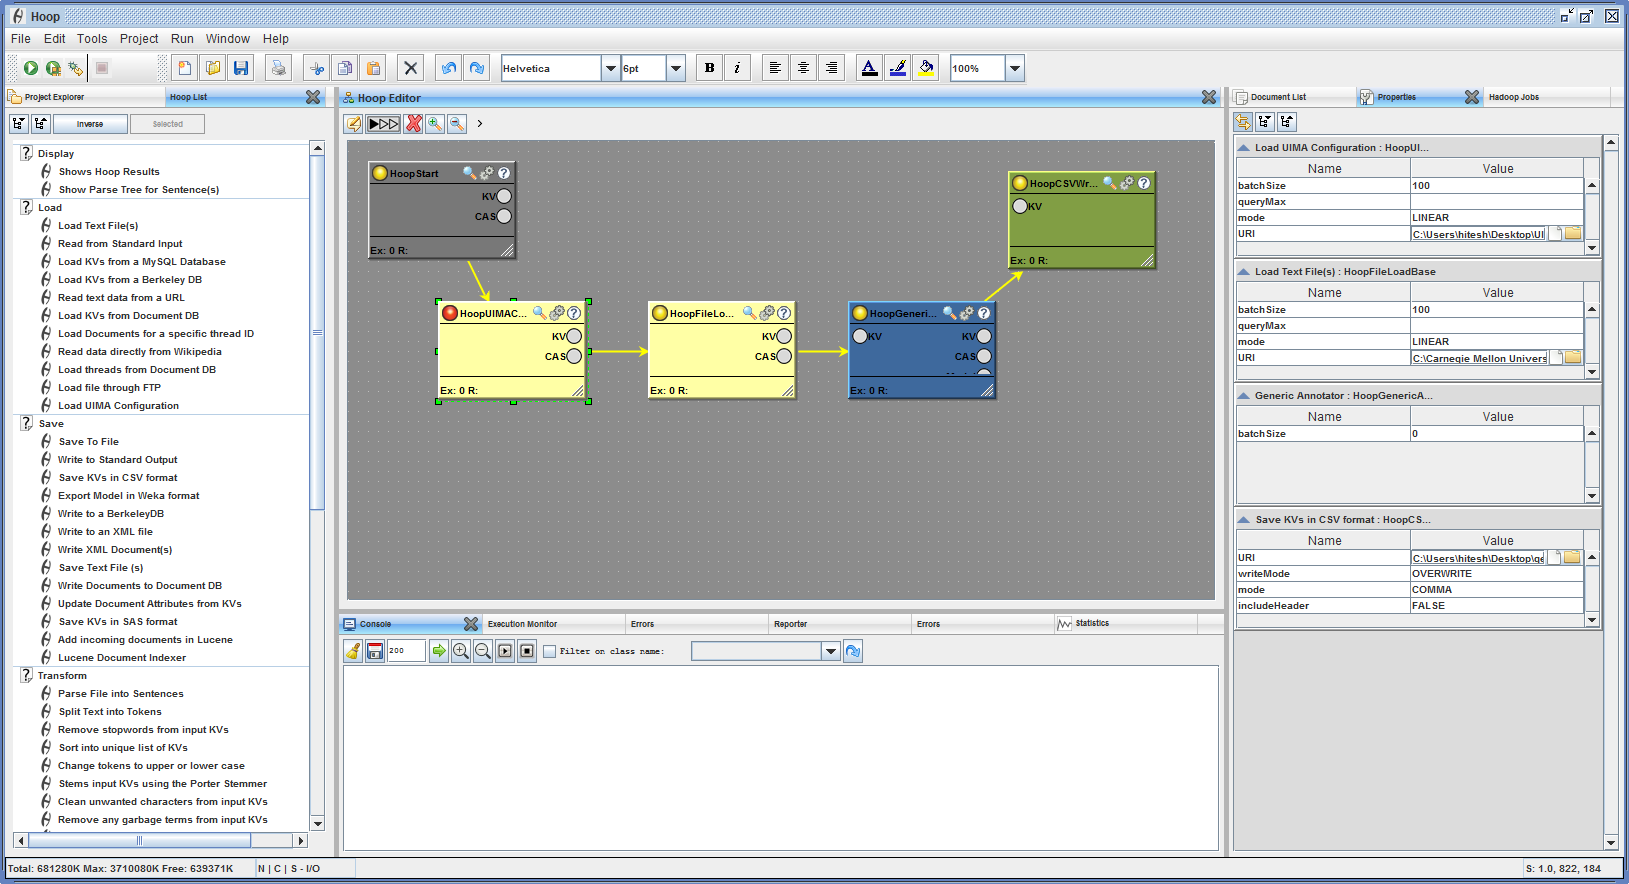 Hoop
File Edit Tools Project Run Window Help
Helvetica 6pt B i A 100%
Project Explorer Hoop List
Inverse Selected
Display
Shows Hoop Results
Show Parse Tree for Sentence(s)
Load
Load Text File(s)
Read from Standard Input
Load KVs from a MySQL Database
Load KVs from a Berkeley DB
Read text data from a URL
Load KVs from Document DB
Load Documents for a specific thread ID
Read data directly from Wikipedia
Load threads from Document DB
Load file through FTP
Load UIMA Configuration
Save
Save To File
Write to Standard Output
Save KVs in CSV format
Export Model in Weka format
Write to a BerkeleyDB
Write to an XML file
Write XML Document(s)
Save Text File (s)
Write Documents to Document DB
Update Document Attributes from KVs
Save KVs in SAS format
Add incoming documents in Lucene
Lucene Document Indexer
Transform
Parse File into Sentences
Split Text into Tokens
Remove stopwords from input KVs
Sort into unique list of KVs
Change tokens to upper or lower case
Stems input KVs using the Porter Stemmer
Clean unwanted characters from input KVs
Remove any garbage terms from input KVs
Hoop Editor
HoopStart
KV
CAS
Ex: 0 R:
HoopCSVWr...
KV
Ex: 0 R:
HoopUIMAC...
KV
CAS
Ex: 0 R:
HoopFileLo...
KV
CAS
Ex: 0 R:
HoopGeneri...
KV KV
CAS
Ex: 0 R:
Console Execution Monitor Errors Reporter Errors Statistics
200 Filter on class name:
Document List Properties Hadoop Jobs
Load UIMA Configuration : HoopUI...
Name Value
batchSize 100
queryMax
mode LINEAR
URI C:\Users\hitesh\Desktop\UI
Load Text File(s) : HoopFileLoadBase
Name Value
batchSize 100
queryMax
mode LINEAR
URI C:\Carnegie Mellon Univers
Generic Annotator : HoopGenericA...
Name Value
batchSize 0
Save KVs in CSV format : HoopCS...
Name Value
URI C:\Users\hitesh\Desktop\ge
writeMode OVERWRITE
mode COMMA
includeHeader FALSE
Total: 681280K Max: 3710080K Free: 639371K N | C | S - I/O S: 1.0, 822, 184